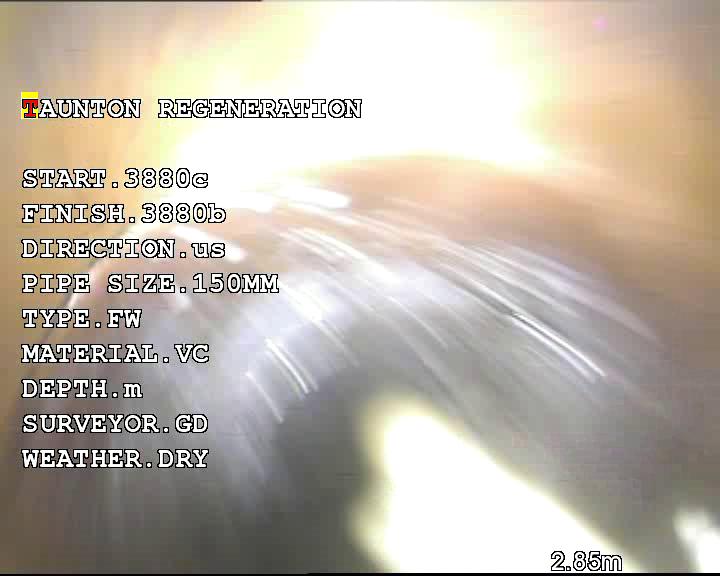 TAUNTON REGENERATION
START.3880c
FINISH.3880b
DIRECTION.us
PIPE SIZE.150MM
TYPE.FW
MATERIAL.VC
DEPTH.m
SURVEYOR.GD
WEATHER.DRY
2.85m